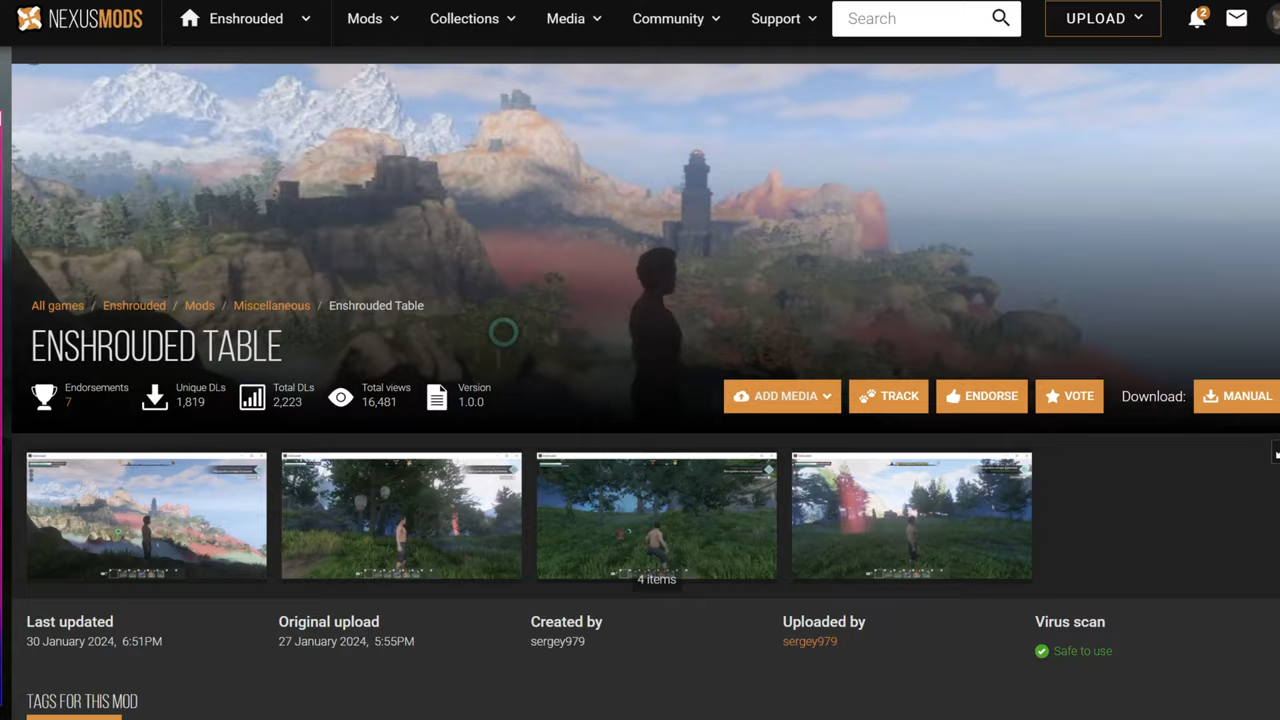 NEXUSMODS
Enshrouded
Mods
Collections
Media
Community
Support
Search
UPLOAD
2
All games / Enshrouded / Mods / Miscellaneous / Enshrouded Table
ENSHROUDED TABLE
Endorsements
7
Unique DLs
1,819
Total DLs
2,223
Total views
16,481
Version
1.0.0
ADD MEDIA
TRACK
ENDORSE
VOTE
Download:
MANUAL
4 items
Last updated
30 January 2024, 6:51PM
Original upload
27 January 2024, 5:55PM
Created by
sergey979
Uploaded by
sergey979
Virus scan
Safe to use
TAGS FOR THIS MOD